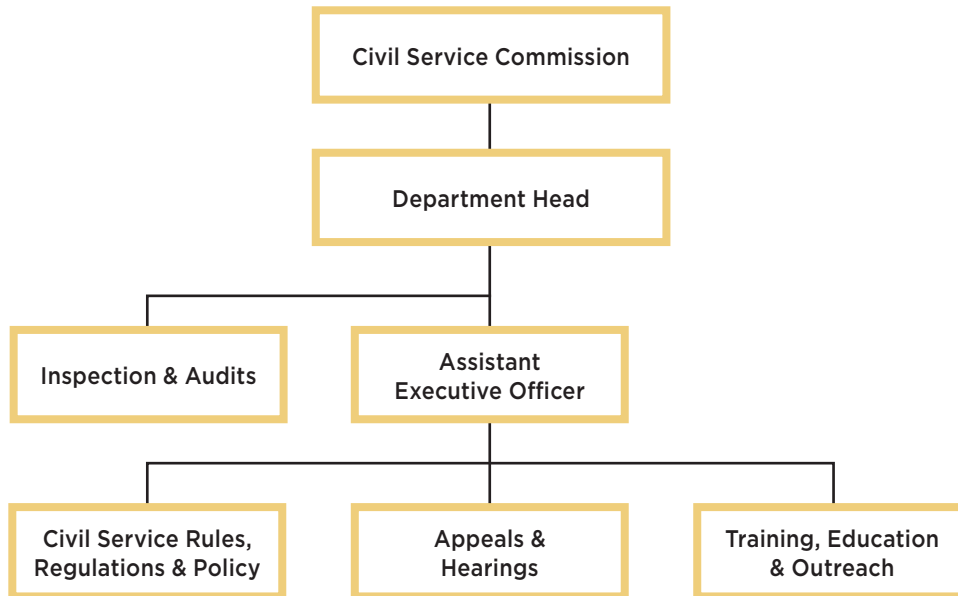 Civil Service Commission
Department Head
Inspection & Audits
Assistant
Executive Officer
Civil Service Rules,
Regulations & Policy
Appeals &
Hearings
Training, Education
& Outreach